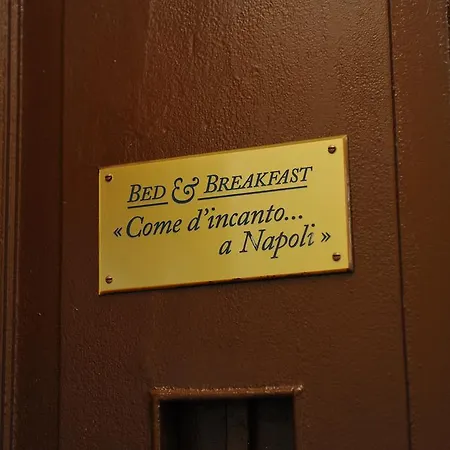 BED & BREAKFAST
«Come d'incanto...
a Napoli»